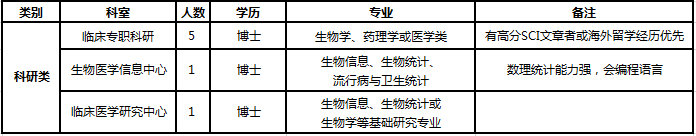 类别 科室 人数 学历 专业 备注
科研类 临床专职科研 5 博士 生物学、药理学或医学类 有高分SCI文章者或海外留学经历优先
生物医学信息中心 1 博士 生物信息、生物统计、
流行病与卫生统计 数理统计能力强，会编程语言
临床医学研究中心 1 博士 生物信息、生物统计或
生物学等基础研究专业